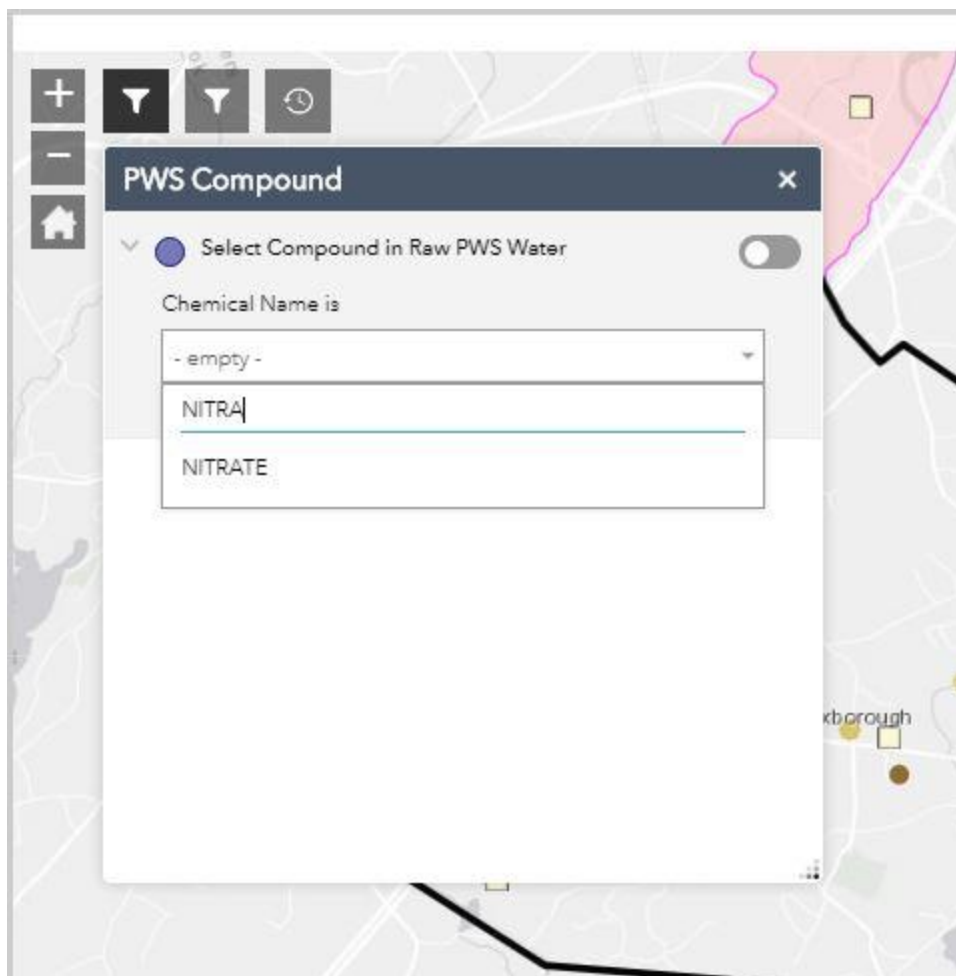 PWS Compound
Select Compound in Raw PWS Water
Chemical Name is
- empty -
NITRA
NITRATE
xborough